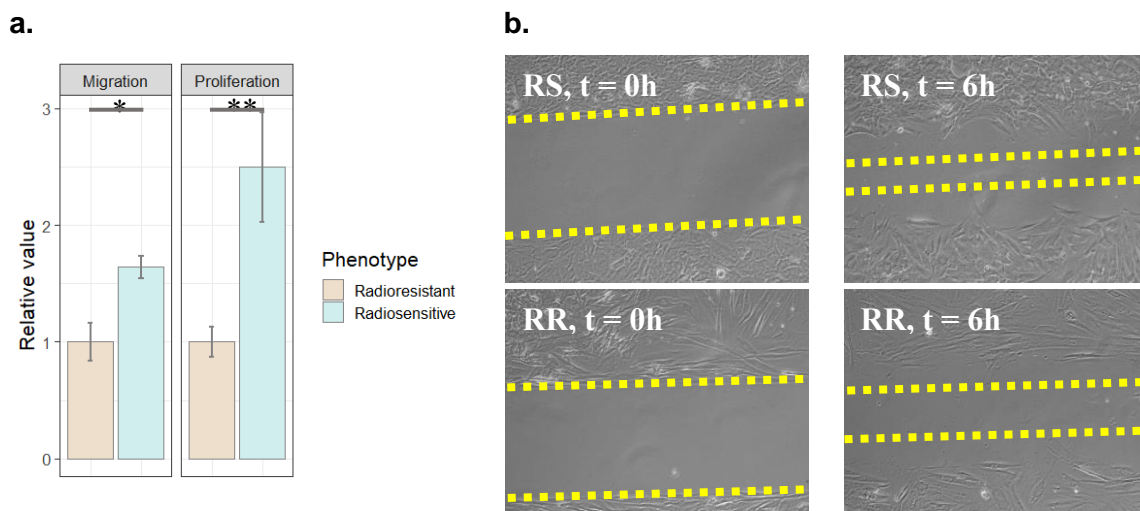 a.
Migration
Proliferation
*
**
3
2
1
0
Relative value
Phenotype
Radioresistant
Radiosensitive
b.
RS, t = 0h
RS, t = 6h
RR, t = 0h
RR, t = 6h